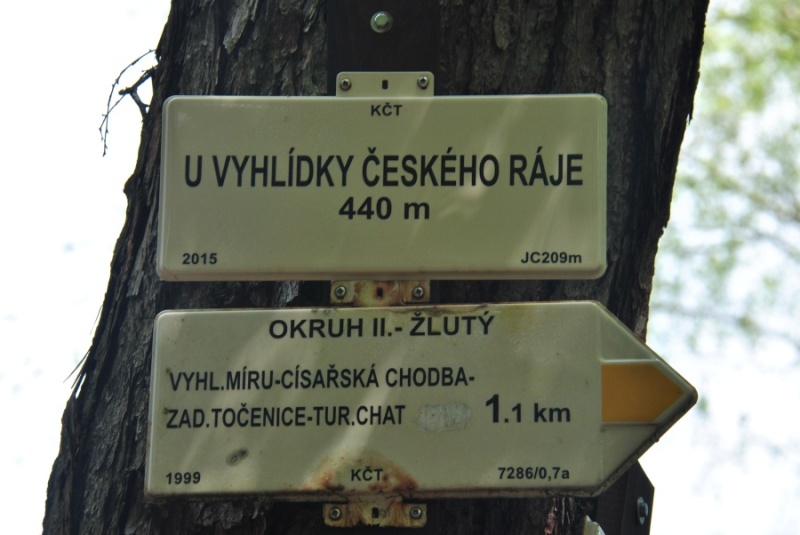 KČT
U VYHLÍDKY ČESKÉHO RÁJE
440 m
2015 JC209m
OKRUH II.- ŽLUTÝ
VYHL.MÍRU-CÍSAŘSKÁ CHODBA-
ZAD.TOČENICE-TUR.CHAT 1.1 km
1999 KČT 7286/0,7a